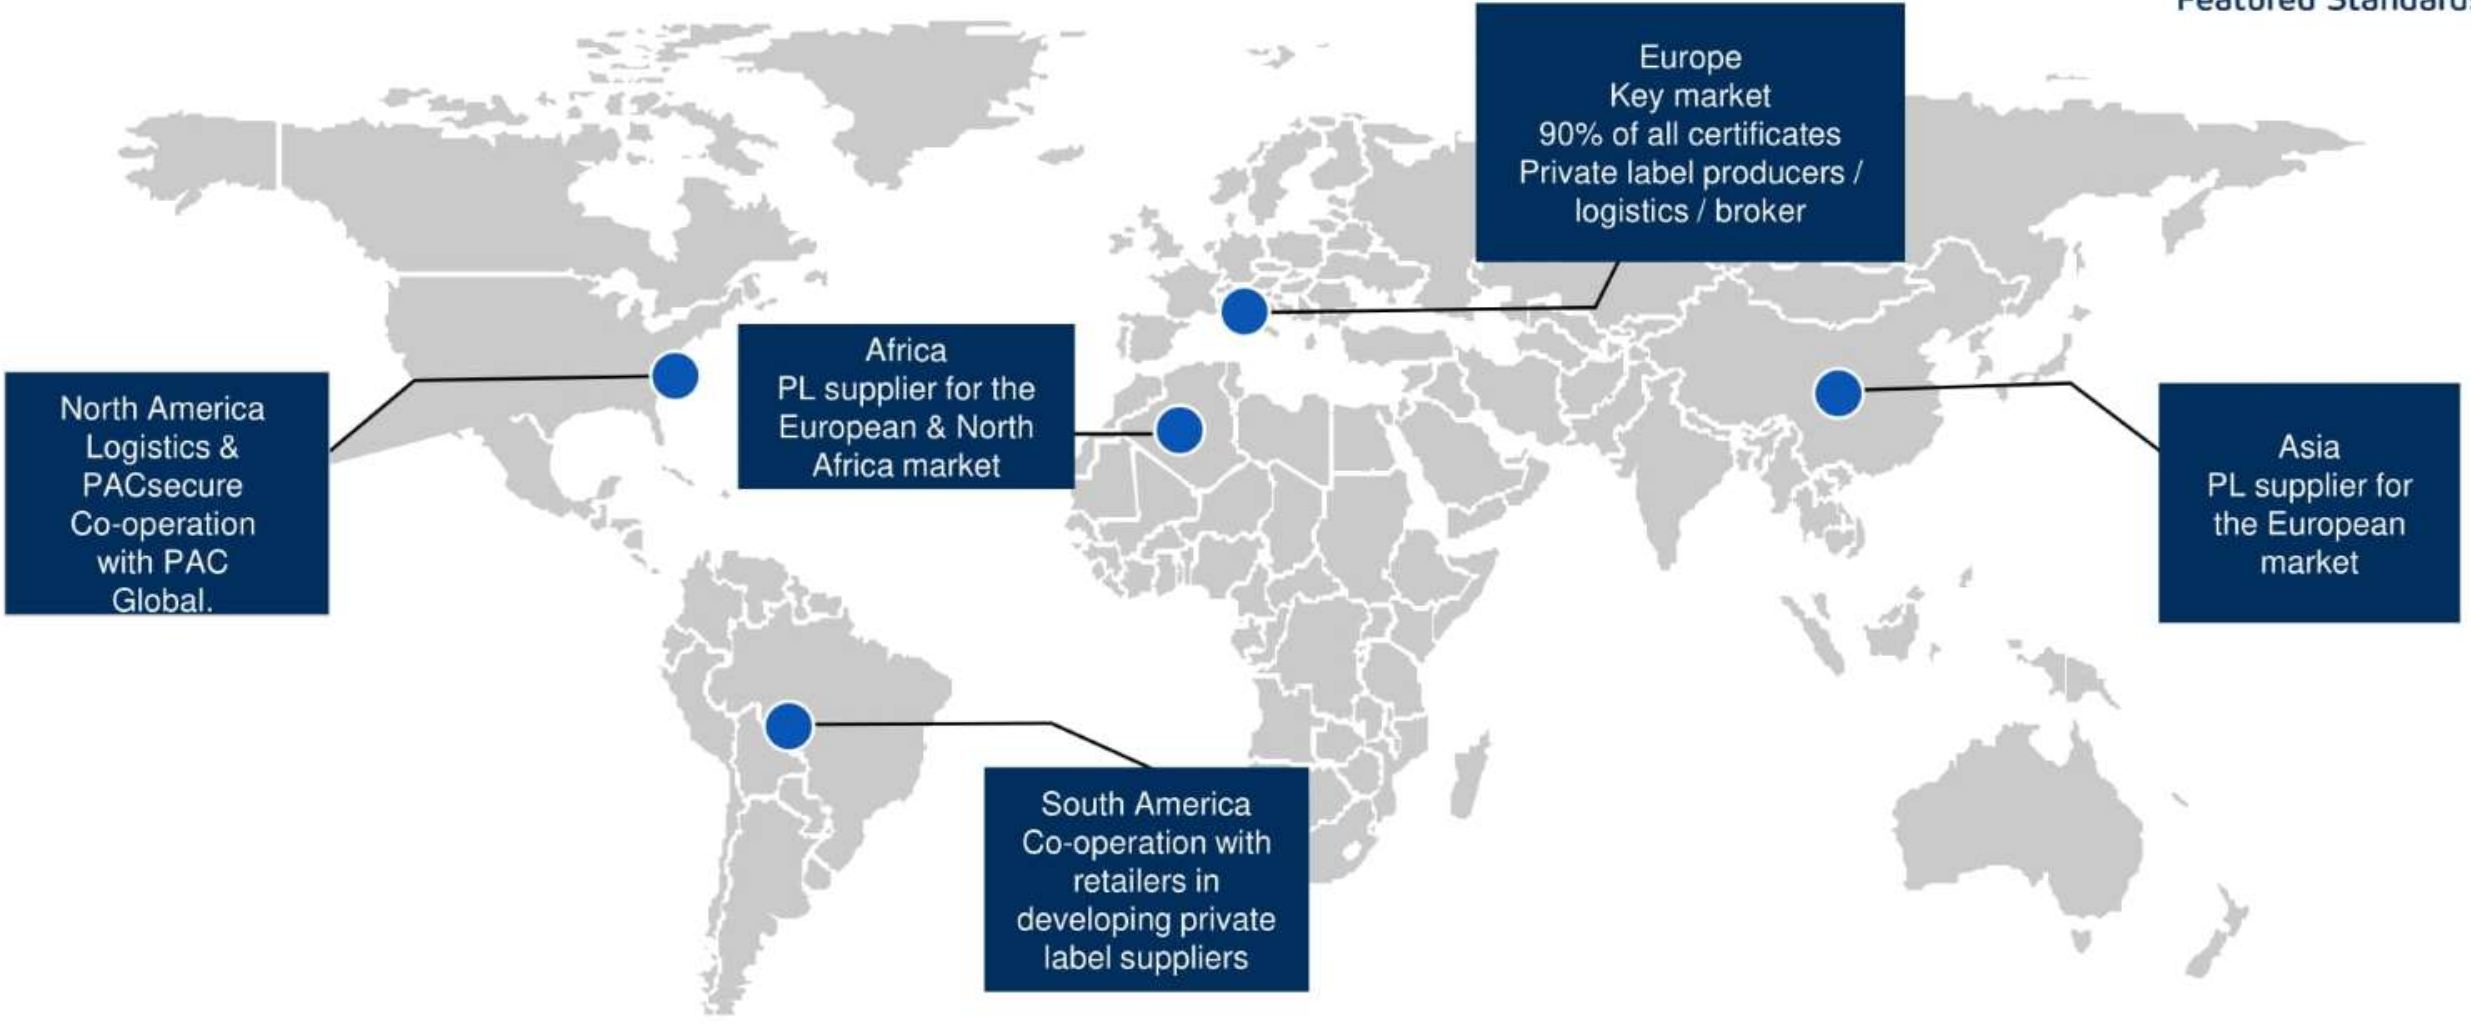 Featured Standards
Europe
Key market
90% of all certificates
Private label producers /
logistics / broker
Africa
PL supplier for the
European & North
Africa market
North America
Logistics &
PACsecure
Co-operation
with PAC
Global.
Asia
PL supplier for
the European
market
South America
Co-operation with
retailers in
developing private
label suppliers